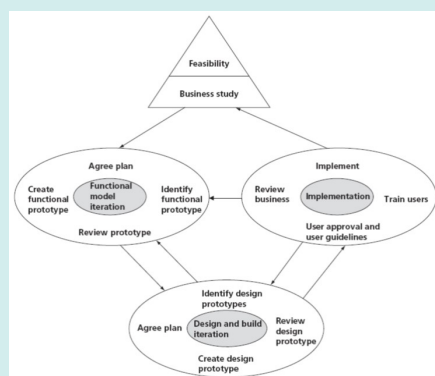 Feasibility
Business study
Agree plan
Create
functional
prototype
Functional
model
iteration
Identify
functional
prototype
Review prototype
Implement
Review
business
Implementation
Train users
User approval and
user guidelines
Identify design
prototypes
Agree plan
Design and build
iteration
Review
design
prototype
Create design
prototype